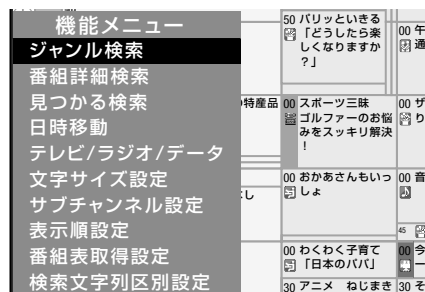 機能メニュー
ジャンル検索
番組詳細検索
見つかる検索
日時移動
テレビ/ラジオ/データ
文字サイズ設定
サブチャンネル設定
表示順設定
番組表取得設定
検索文字列区別設定
の特産品
50 パリッといきる
「どうしたら楽
しくなりますか
?」
00 スポーツ三昧
ゴルファーのお悩
みをスッキリ解決
!
00 おかあさんもいっ
しょ
00 わくわく子育て
「日本のパパ」
30 アニメ ねじまき
00 午
通
00 ザ
り
00 音
45
00 今
30 そ